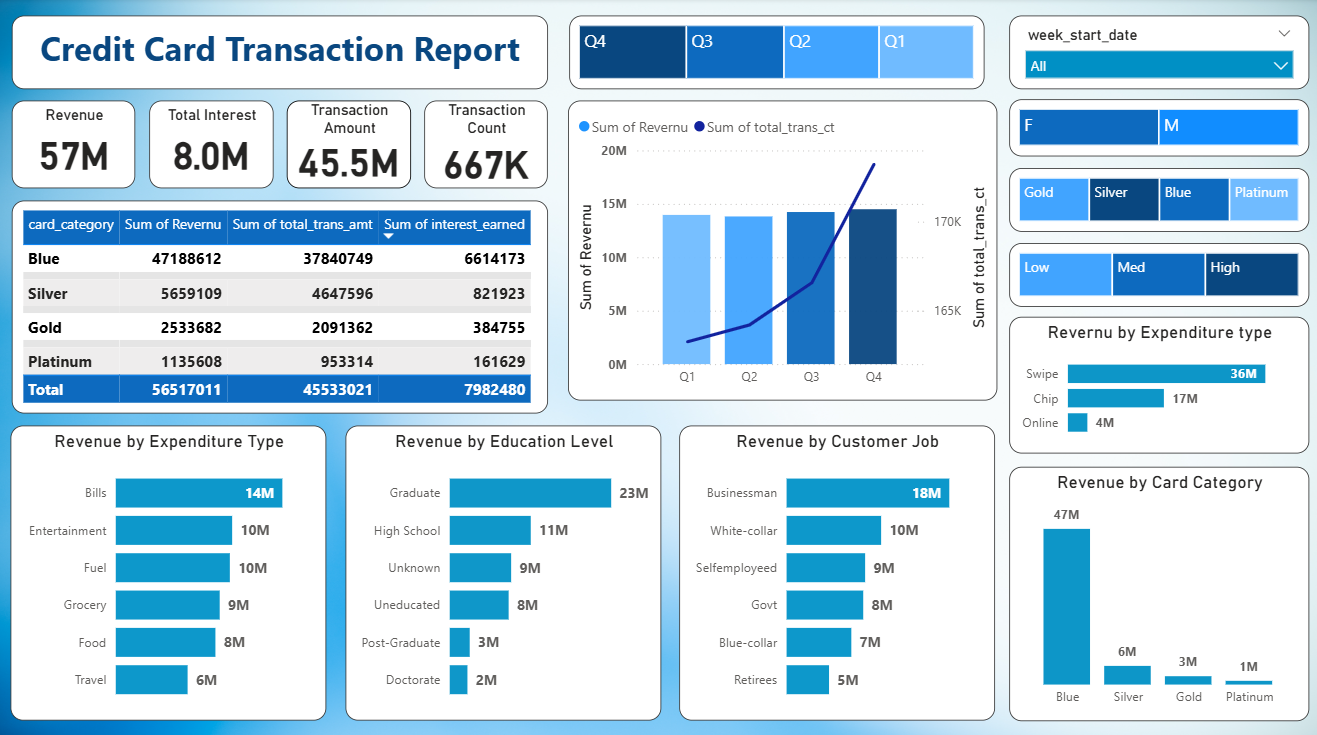 Credit Card Transaction Report
Q4 Q3 Q2 Q1
week_start_date
All
Revenue
57M
Total Interest
8.0M
Transaction
Amount
45.5M
Transaction
Count
667K
F M
Gold Silver Blue Platinum
Low Med High
card_category Sum of Revernu Sum of total_trans_amt Sum of interest_earned
Blue 47188612 37840749 6614173
Silver 5659109 4647596 821923
Gold 2533682 2091362 384755
Platinum 1135608 953314 161629
Total 56517011 45533021 7982480
Sum of Revernu Sum of total_trans_ct
20M
15M
10M
5M
0M
Sum of Revernu
170K
165K
Sum of total_trans_ct
Q1 Q2 Q3 Q4
Revernu by Expenditure type
Swipe 36M
Chip 17M
Online 4M
Revenue by Expenditure Type
Bills 14M
Entertainment 10M
Fuel 10M
Grocery 9M
Food 8M
Travel 6M
Revenue by Education Level
Graduate 23M
High School 11M
Unknown 9M
Uneducated 8M
Post-Graduate 3M
Doctorate 2M
Revenue by Customer Job
Businessman 18M
White-collar 10M
Selfemployeed 9M
Govt 8M
Blue-collar 7M
Retirees 5M
Revenue by Card Category
47M
6M
3M
1M
Blue Silver Gold Platinum